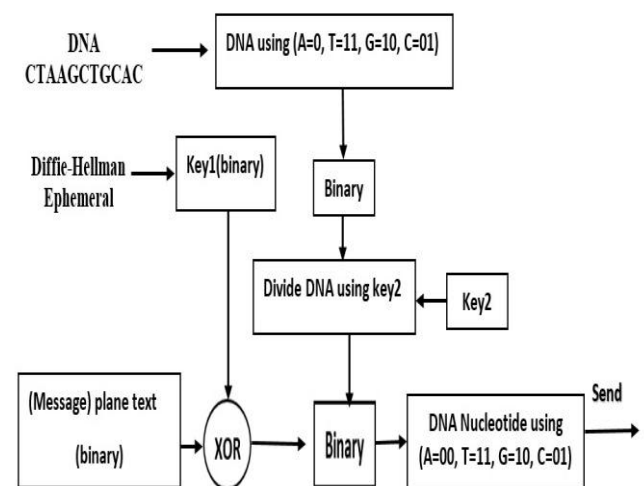 DNA
CTAAGCTGCAC
DNA using (A=0, T=11, G=10, C=01)
Diffie-Hellman
Ephemeral
Key1(binary)
Binary
Divide DNA using key2
Key2
(Message) plane text
(binary)
XOR
Binary
DNA Nucleotide using
(A=00, T=11, G=10, C=01)
Send